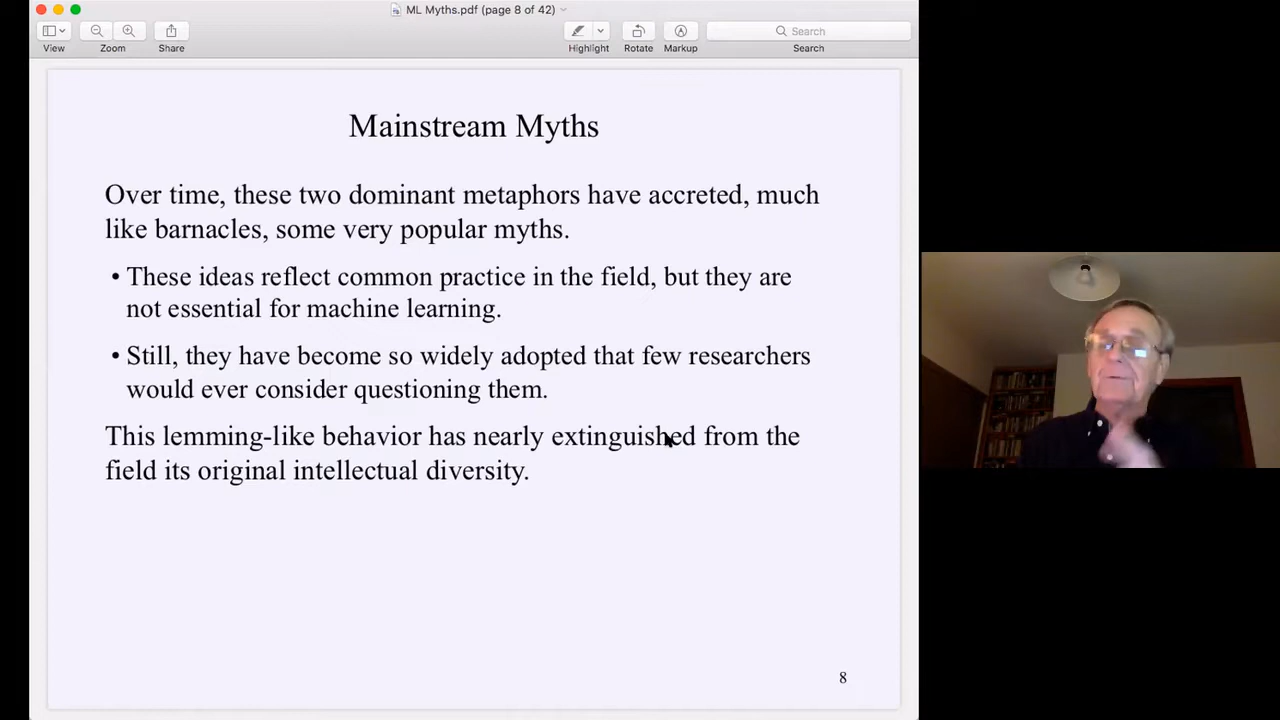 ML Myths.pdf (page 8 of 42)
View
Zoom
Share
Highlight
Rotate
Markup
Search
Search
Mainstream Myths
Over time, these two dominant metaphors have accreted, much
like barnacles, some very popular myths.
• These ideas reflect common practice in the field, but they are
not essential for machine learning.
• Still, they have become so widely adopted that few researchers
would ever consider questioning them.
This lemming-like behavior has nearly extinguished from the
field its original intellectual diversity.
8